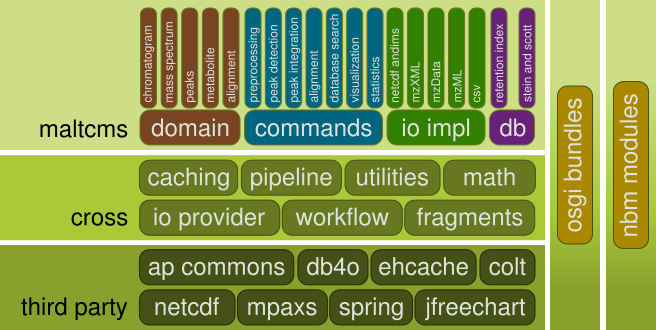 chromatogram
mass spectrum
peaks
metabolite
alignment
preprocessing
peak detection
peak integration
alignment
database search
visualization
statistics
netcdf andims
mzXML
mzData
mzML
csv
retention index
stein and scott
maltcms domain commands io impl db
caching pipeline utilities math
cross io provider workflow fragments
ap commons db4o ehcache colt
third party netcdf mpaxs spring jfreechart
osgi bundles
nbm modules